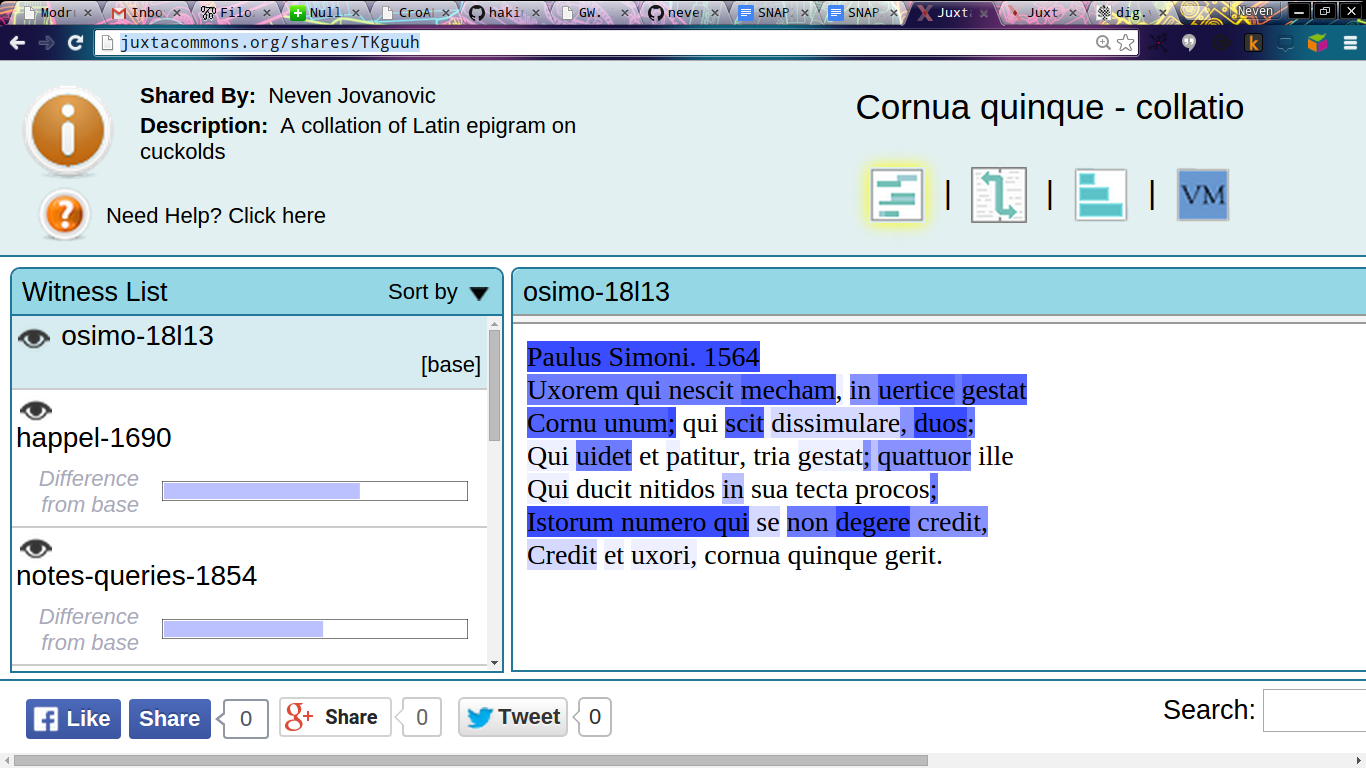 Modr
Inbo
Filo
Null
CroA
haki
GW.
neve
SNAP
SNAP
Juxt
Juxt
dig.
Neven
juxtacommons.org/shares/TKguuh
Shared By: Neven Jovanovic
Description: A collation of Latin epigram on
cuckolds
Need Help? Click here
Cornua quinque - collatio
| | | VM
Witness List Sort by
osimo-18l13
[base]
happel-1690
Difference
from base
notes-queries-1854
Difference
from base
osimo-18l13
Paulus Simoni. 1564
Uxorem qui nescit mecham, in uertice gestat
Cornu unum; qui scit dissimulare, duos;
Qui uidet et patitur, tria gestat; quattuor ille
Qui ducit nitidos in sua tecta procos;
Istorum numero qui se non degere credit,
Credit et uxori, cornua quinque gerit.
Like Share 0 g+ Share 0 Tweet 0
Search: